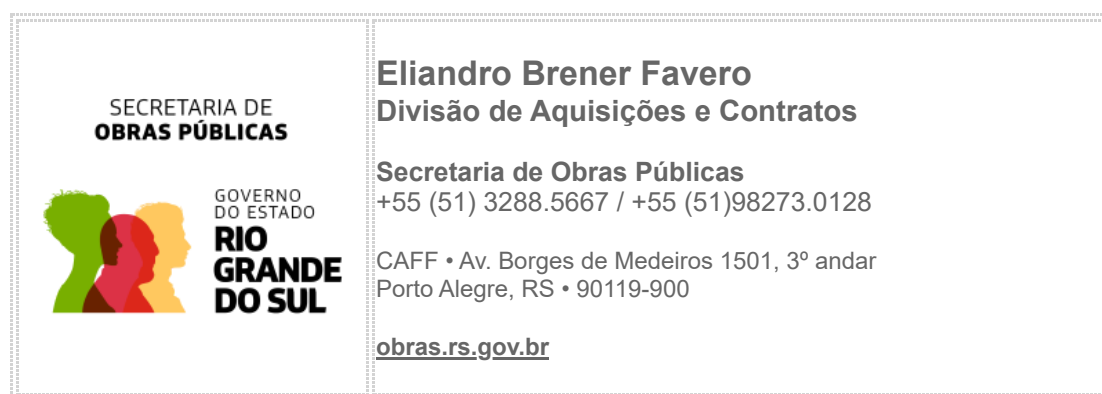 SECRETARIA DE
OBRAS PÚBLICAS
GOVERNO
DO ESTADO
RIO
GRANDE
DO SUL
Eliandro Brener Favero
Divisão de Aquisições e Contratos
Secretaria de Obras Públicas
+55 (51) 3288.5667 / +55 (51)98273.0128
CAFF • Av. Borges de Medeiros 1501, 3º andar
Porto Alegre, RS • 90119-900
obras.rs.gov.br